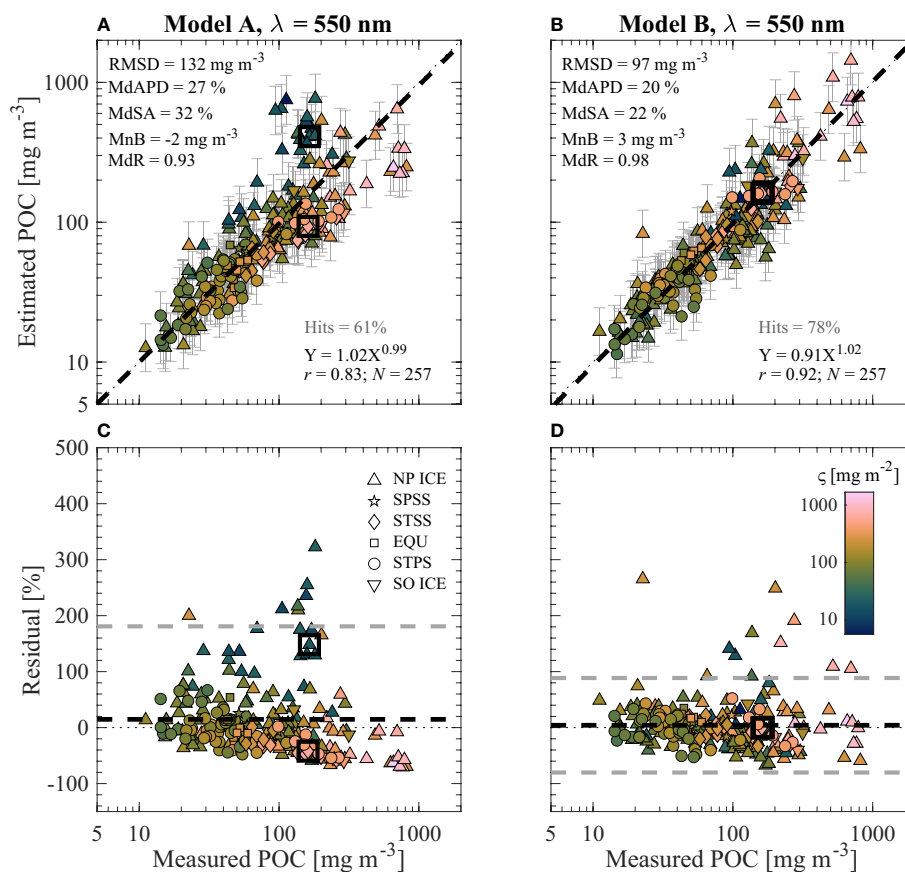 A Model A, λ = 550 nm
B Model B, λ = 550 nm
Estimated POC [mg m-3]
1000
100
10
5
RMSD = 132 mg m-3
MdAPD = 27 %
MdSA = 32 %
MnB = -2 mg m-3
MdR = 0.93
Hits = 61%
Y = 1.02X0.99
r = 0.83; N = 257
RMSD = 97 mg m-3
MdAPD = 20 %
MdSA = 22 %
MnB = 3 mg m-3
MdR = 0.98
Hits = 78%
Y = 0.91X1.02
r = 0.92; N = 257
C
Residual [%]
500
400
300
200
100
0
-100
NP ICE
SPSS
STSS
EQU
STPS
SO ICE
5 10 100 1000
Measured POC [mg m-3]
D
ς [mg m-2]
1000
100
10
5 10 100 1000
Measured POC [mg m-3]